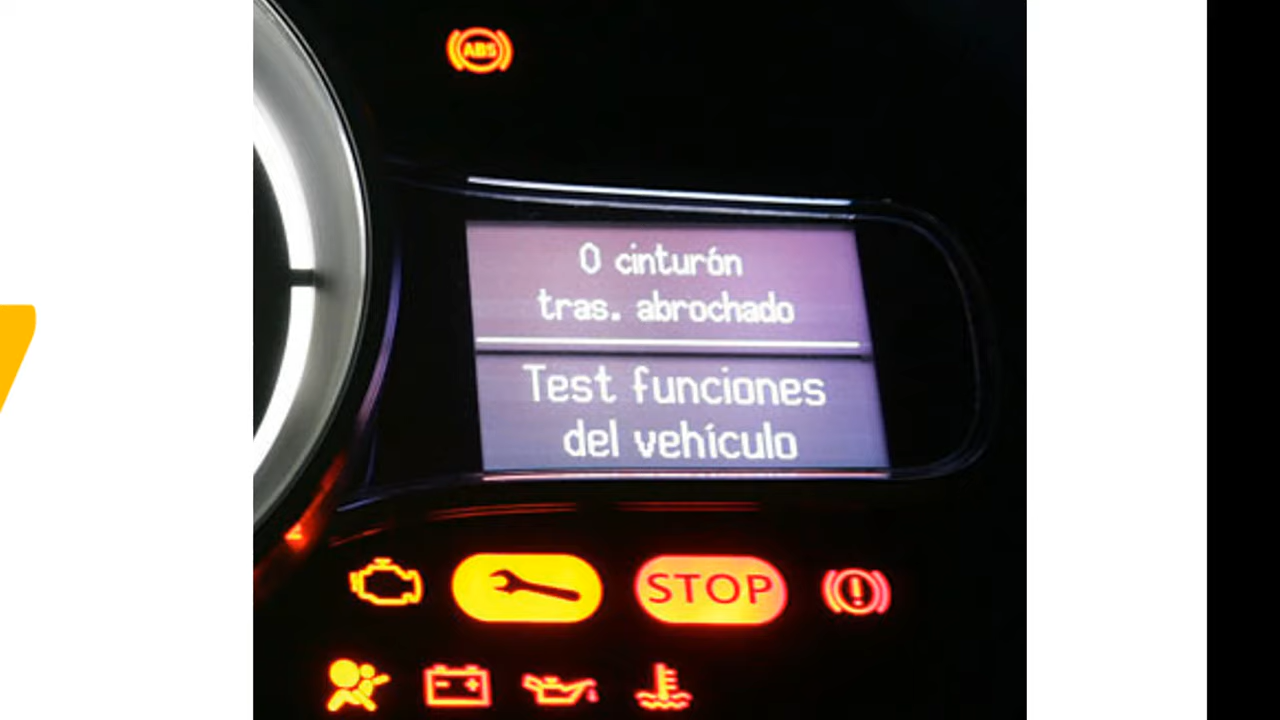 ABS
0 cinturón
tras. abrochado
Test funciones
del vehículo
STOP